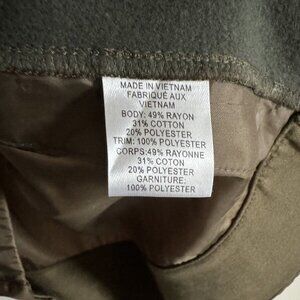 MADE IN VIETNAM
FABRIQUÉ AUX
VIETNAM
BODY: 49% RAYON
31% COTTON
20% POLYESTER
TRIM: 100% POLYESTER
CORPS:49% RAYONNE
31% COTON
20% POLYESTER
GARNITURE:
100% POLYESTER